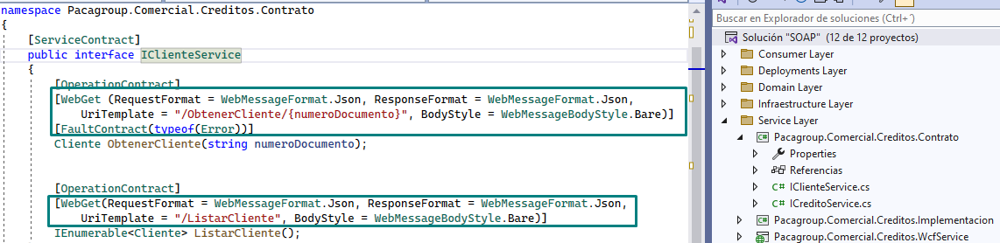 namespace Pacagroup.Comercial.Creditos.Contrato
{
[ServiceContract]
public interface IClienteService
{
[OperationContract]
[WebGet (RequestFormat = WebMessageFormat.Json, ResponseFormat = WebMessageFormat.Json,
UriTemplate = "/ObtenerCliente/{numeroDocumento}", BodyStyle = WebMessageBodyStyle.Bare)]
[FaultContract(typeof(Error))]
Cliente ObtenerCliente(string numeroDocumento);
[OperationContract]
[WebGet(RequestFormat = WebMessageFormat.Json, ResponseFormat = WebMessageFormat.Json,
UriTemplate = "/ListarCliente", BodyStyle = WebMessageBodyStyle.Bare)]
IEnumerable<Cliente> ListarCliente();
Buscar en Explorador de soluciones (Ctrl+´)
Solución "SOAP" (12 de 12 proyectos)
Consumer Layer
Deployments Layer
Domain Layer
Infraestructure Layer
Service Layer
C# Pacagroup.Comercial.Creditos.Contrato
Properties
Referencias
C# IClienteService.cs
C# ICreditoService.cs
C# Pacagroup.Comercial.Creditos.Implementacion
Pacagroup.Comercial.Creditos.WcfService